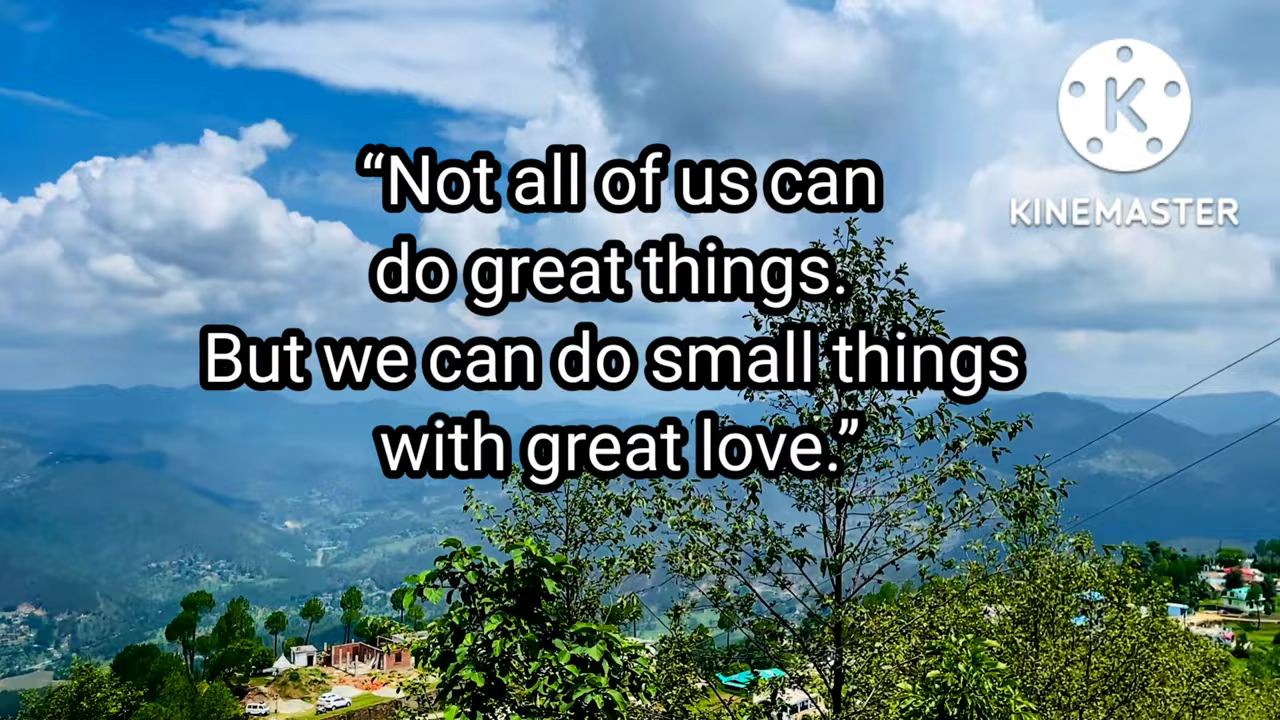 “Not all of us can
do great things.
But we can do small things
with great love.”
K
KINEMASTER